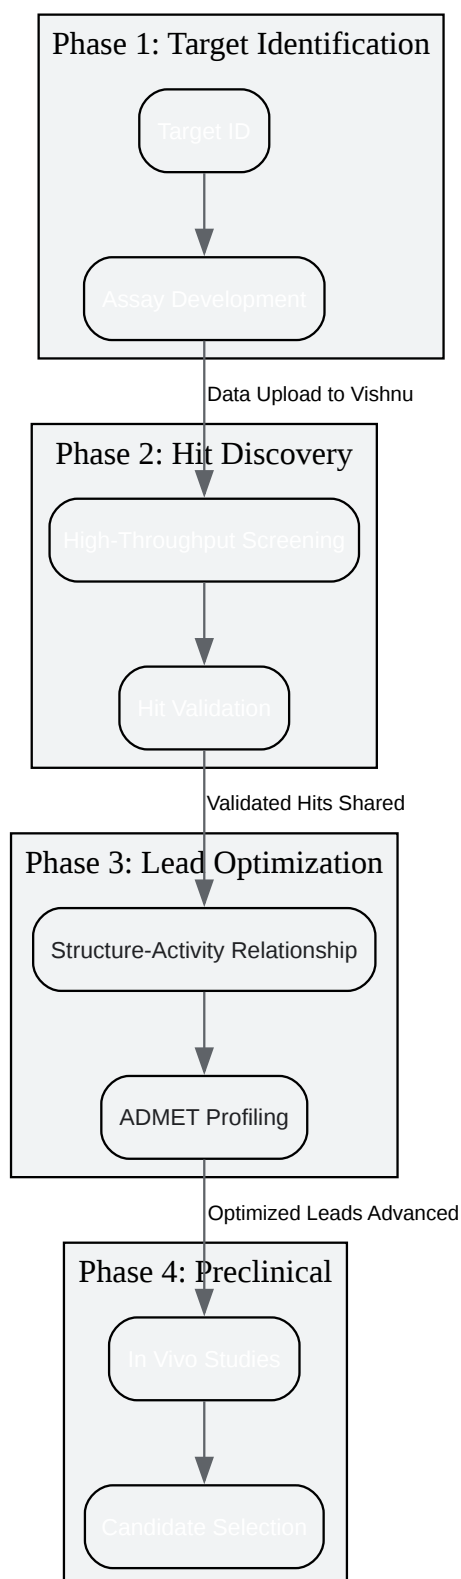 Phase 1: Target Identification
Target ID
Assay Development
Data Upload to Vishnu
Phase 2: Hit Discovery
High-Throughput Screening
Hit Validation
Validated Hits Shared
Phase 3: Lead Optimization
Structure-Activity Relationship
ADMET Profiling
Optimized Leads Advanced
Phase 4: Preclinical
In Vivo Studies
Candidate Selection